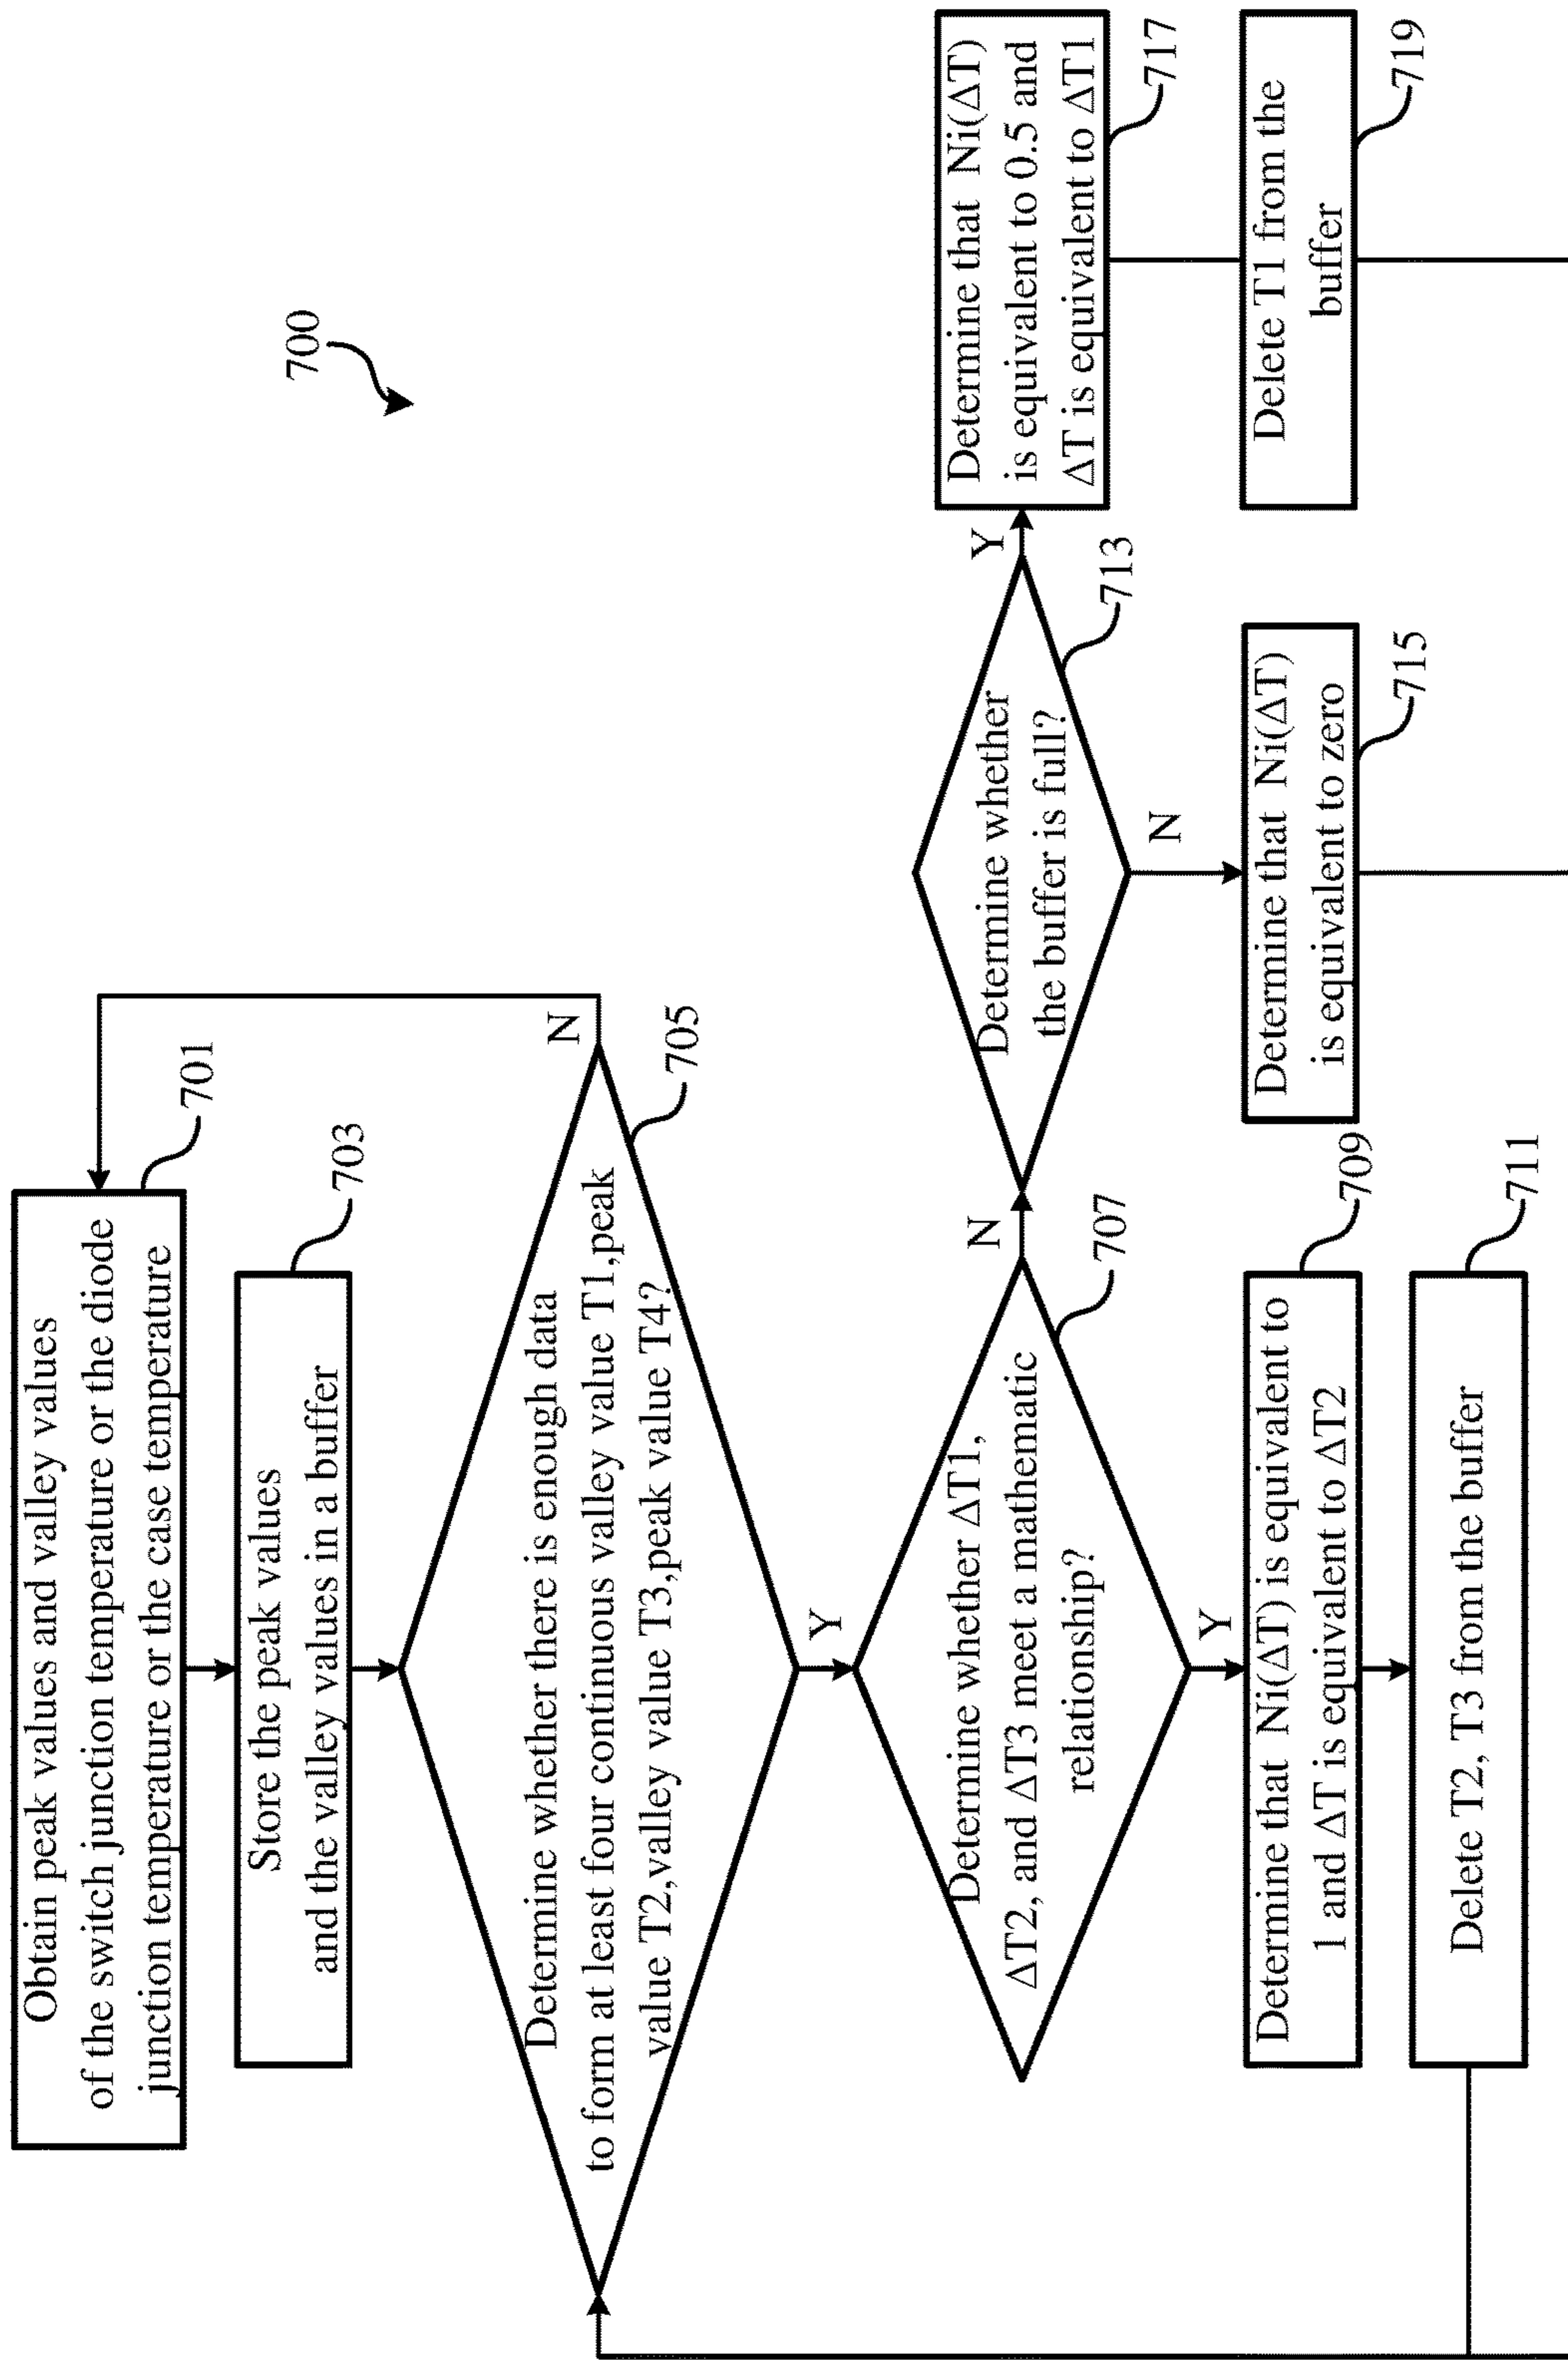 700
Obtain peak values and valley values
of the switch junction temperature or the diode
junction temperature or the case temperature
701
Store the peak values
and the valley values in a buffer
703
Determine whether there is enough data
to form at least four continuous valley value T1,peak
value T2,valley value T3,peak value T4?
N
705
Y
Determine whether ΔT1,
ΔT2, and ΔT3 meet a mathematic
relationship?
N
707
Y
Determine that Ni(ΔT) is equivalent to
1 and ΔT is equivalent to ΔT2
709
Delete T2, T3 from the buffer
711
Determine whether
the buffer is full?
Y
713
N
Determine that Ni(ΔT)
is equivalent to zero
715
Determine that Ni(ΔT)
is equivalent to 0.5 and
ΔT is equivalent to ΔT1
717
Delete T1 from the
buffer
719